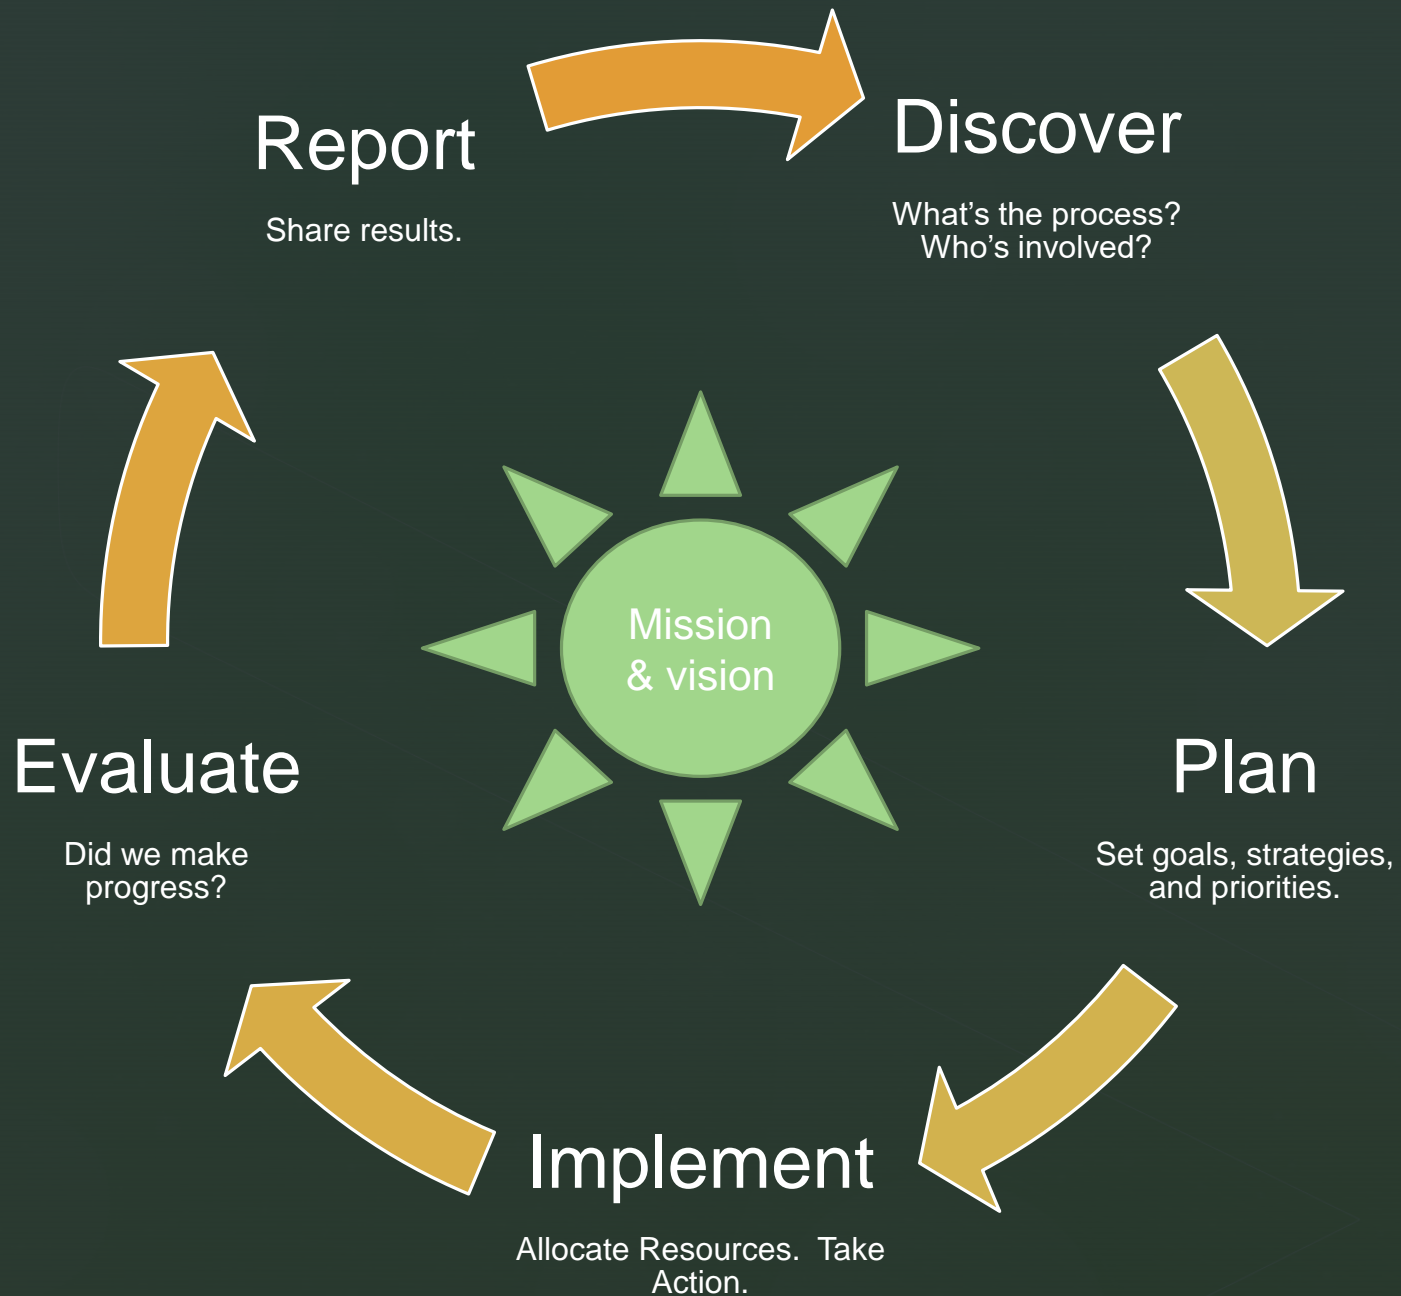 Report
Share results.
Discover
What’s the process?
Who’s involved?
Mission
& vision
Evaluate
Did we make
progress?
Plan
Set goals, strategies,
and priorities.
Implement
Allocate Resources.  Take
Action.